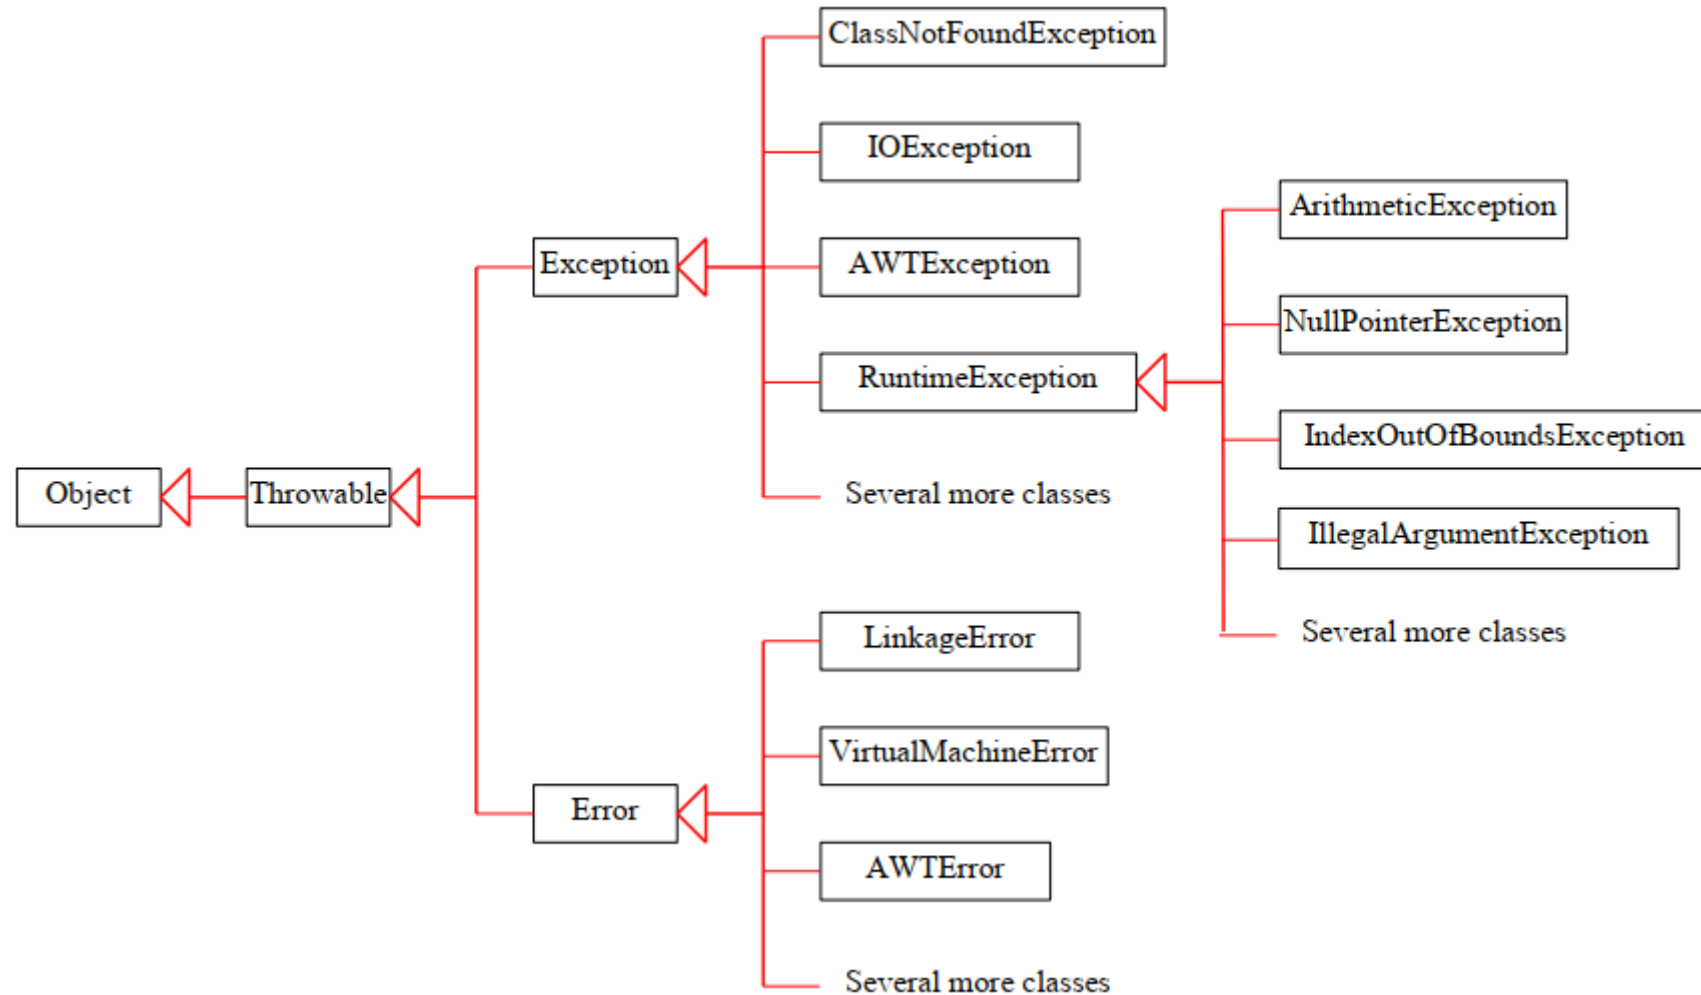 ClassNotFoundException
IOException
ArithmeticException
Exception
AWTException
NullPointerException
RuntimeException
IndexOutOfBoundsException
Object
Throwable
Several more classes
IllegalArgumentException
LinkageError
Several more classes
VirtualMachineError
Error
AWTError
Several more classes